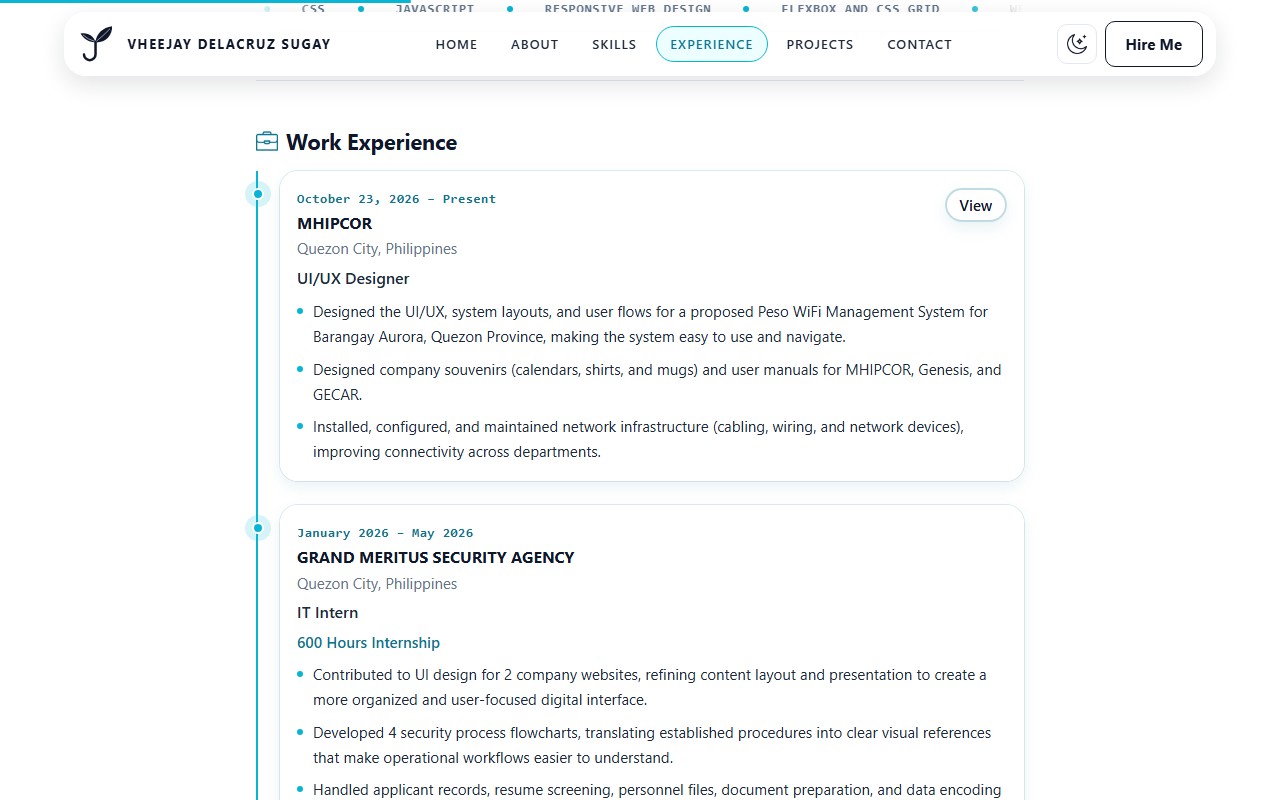 CSS JAVASCRIPT RESPONSIVE WEB DESIGN FLEXBOX AND CSS GRID
VHEEJAY DELACRUZ SUGAY HOME ABOUT SKILLS EXPERIENCE PROJECTS CONTACT Hire Me
Work Experience
October 23, 2026 – Present
View
MHIPCOR
Quezon City, Philippines
UI/UX Designer
Designed the UI/UX, system layouts, and user flows for a proposed Peso WiFi Management System for
Barangay Aurora, Quezon Province, making the system easy to use and navigate.
Designed company souvenirs (calendars, shirts, and mugs) and user manuals for MHIPCOR, Genesis, and
GECAR.
Installed, configured, and maintained network infrastructure (cabling, wiring, and network devices),
improving connectivity across departments.
January 2026 – May 2026
GRAND MERITUS SECURITY AGENCY
Quezon City, Philippines
IT Intern
600 Hours Internship
Contributed to UI design for 2 company websites, refining content layout and presentation to create a
more organized and user-focused digital interface.
Developed 4 security process flowcharts, translating established procedures into clear visual references
that make operational workflows easier to understand.
Handled applicant records, resume screening, personnel files, document preparation, and data encoding